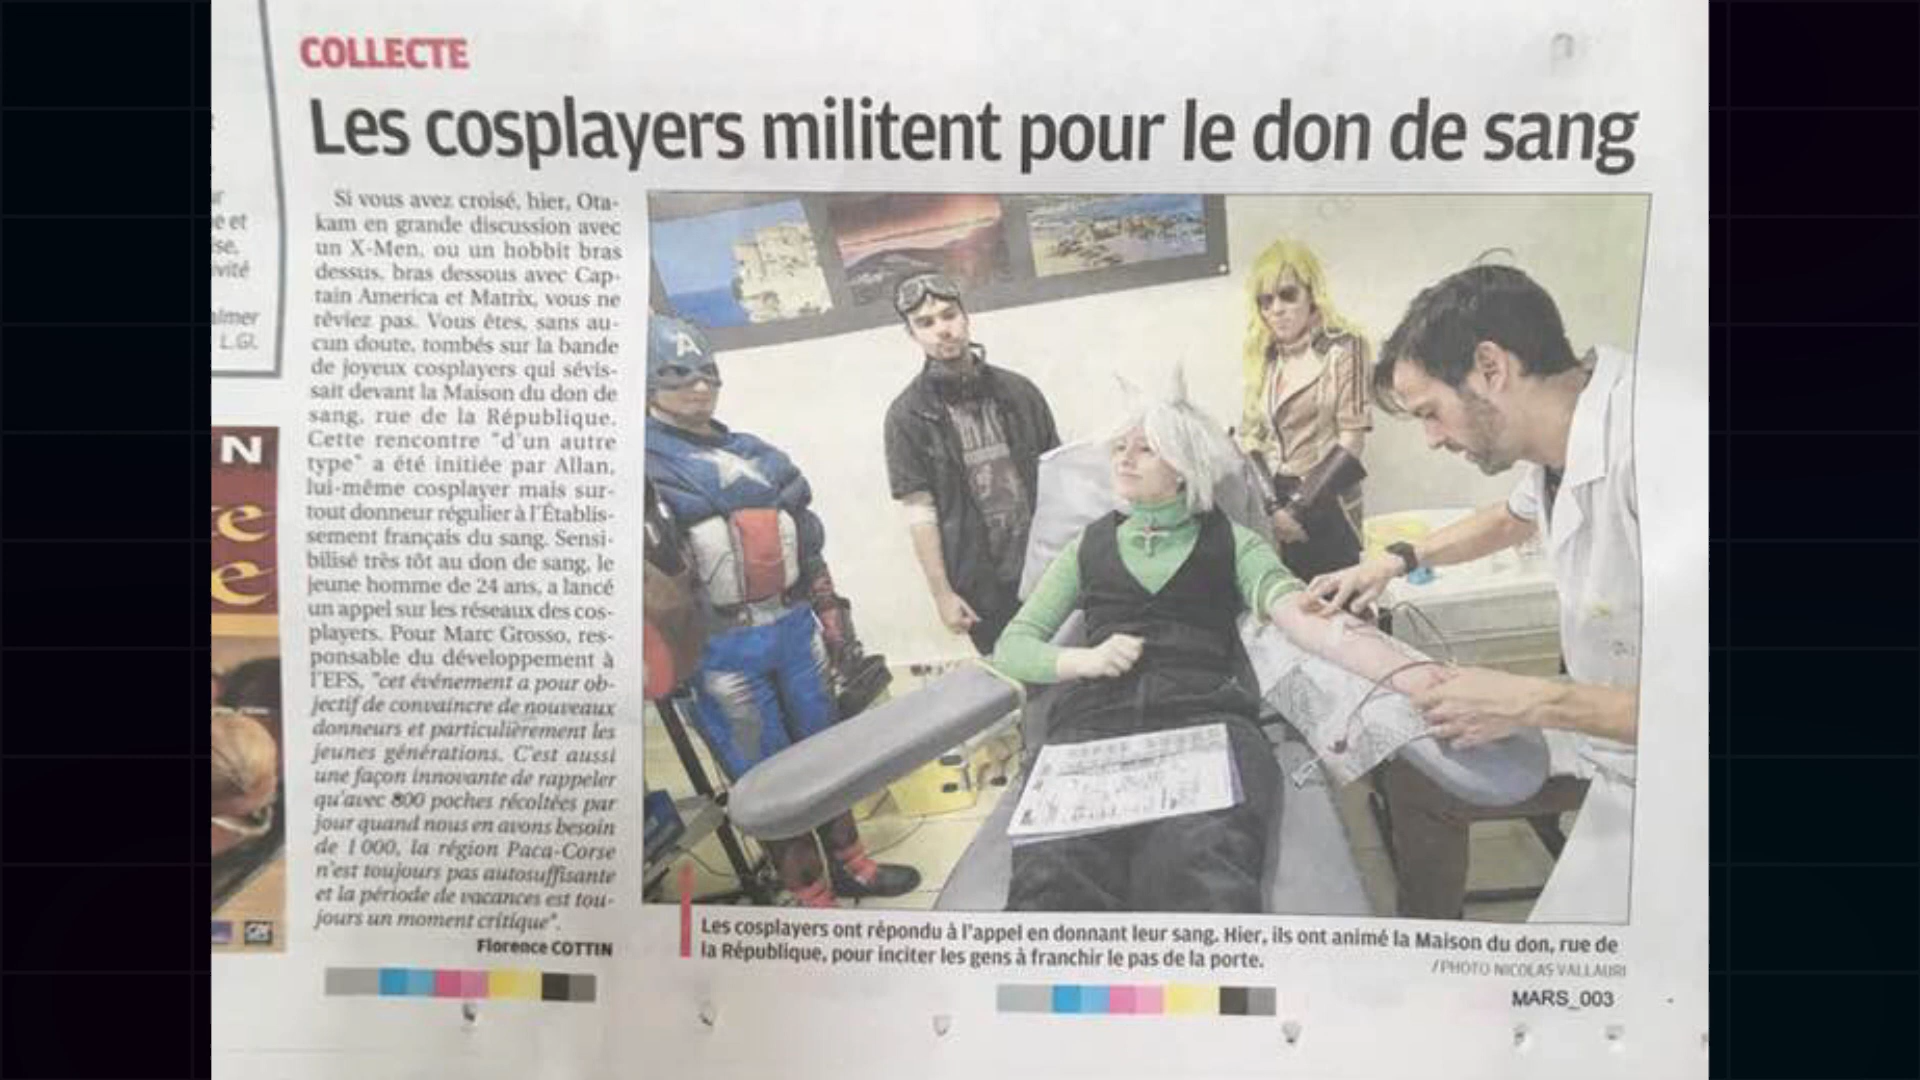 COLLECTE
Les cosplayers militent pour le don de sang
Si vous avez croisé, hier, Ota-
kam en grande discussion avec
un X-Men, ou un hobbit bras
dessus, bras dessous avec Cap-
tain America et Matrix, vous ne
rêviez pas. Vous êtes, sans au-
cun doute, tombés sur la bande
de joyeux cosplayers qui sévis-
sait devant la Maison du don de
sang, rue de la République.
Cette rencontre "d'un autre
type" a été initiée par Allan,
lui-même cosplayer mais sur-
tout donneur régulier à l'Établis-
sement français du sang. Sensi-
bilisé très tôt au don de sang, le
jeune homme de 24 ans, a lancé
un appel sur les réseaux des cos-
players. Pour Marc Grosso, res-
ponsable du développement à
l'EFS, "cet événement a pour ob-
jectif de convaincre de nouveaux
donneurs et particulièrement les
jeunes générations. C'est aussi
une façon innovante de rappeler
qu'avec 800 poches récoltées par
jour quand nous en avons besoin
de 1 000, la région Paca-Corse
n'est toujours pas autosuffisante
et la période de vacances est tou-
jours un moment critique".
Florence COTTIN
A
Les cosplayers ont répondu à l'appel en donnant leur sang. Hier, ils ont animé la Maison du don, rue de
la République, pour inciter les gens à franchir le pas de la porte.
/ PHOTO NICOLAS VALLAURI
MARS_003
e et
ise,
ivité
aimer
L.GL
N
te
e